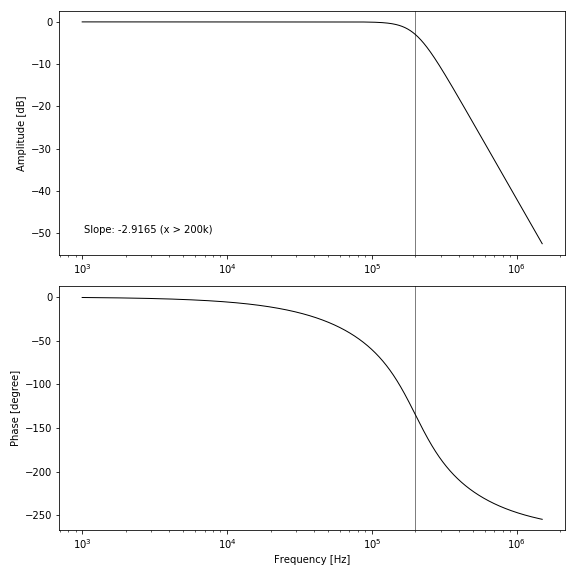 0
−10
−20
−30
−40
−50
Amplitude [dB]
Slope: -2.9165 (x > 200k)
10³ 10⁴ 10⁵ 10⁶
0
−50
−100
−150
−200
−250
Phase [degree]
10³ 10⁴ 10⁵ 10⁶
Frequency [Hz]